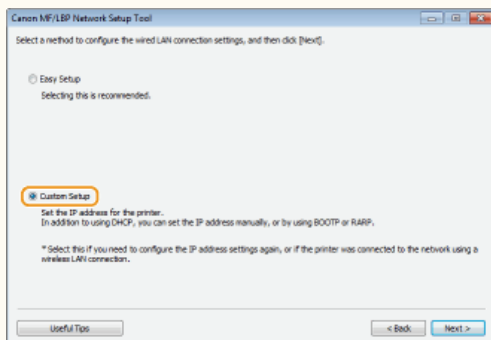 Canon MF/LBP Network Setup Tool
Select a method to configure the wired LAN connection settings, and then click [Next].
Easy Setup
Selecting this is recommended.
Custom Setup
Set the IP address for the printer.
In addition to using DHCP, you can set the IP address manually, or by using BOOTP or RARP.
* Select this if you need to configure the IP address settings again, or if the printer was connected to the network using a
wireless LAN connection.
Useful Tips
< Back
Next >